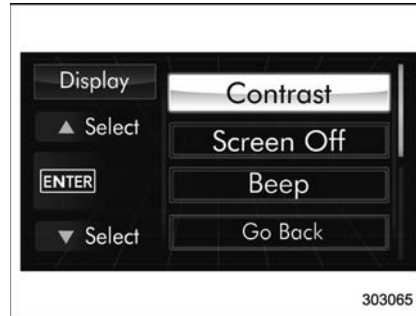 Display
▲ Select
ENTER
▼ Select
Contrast
Screen Off
Beep
Go Back
303065